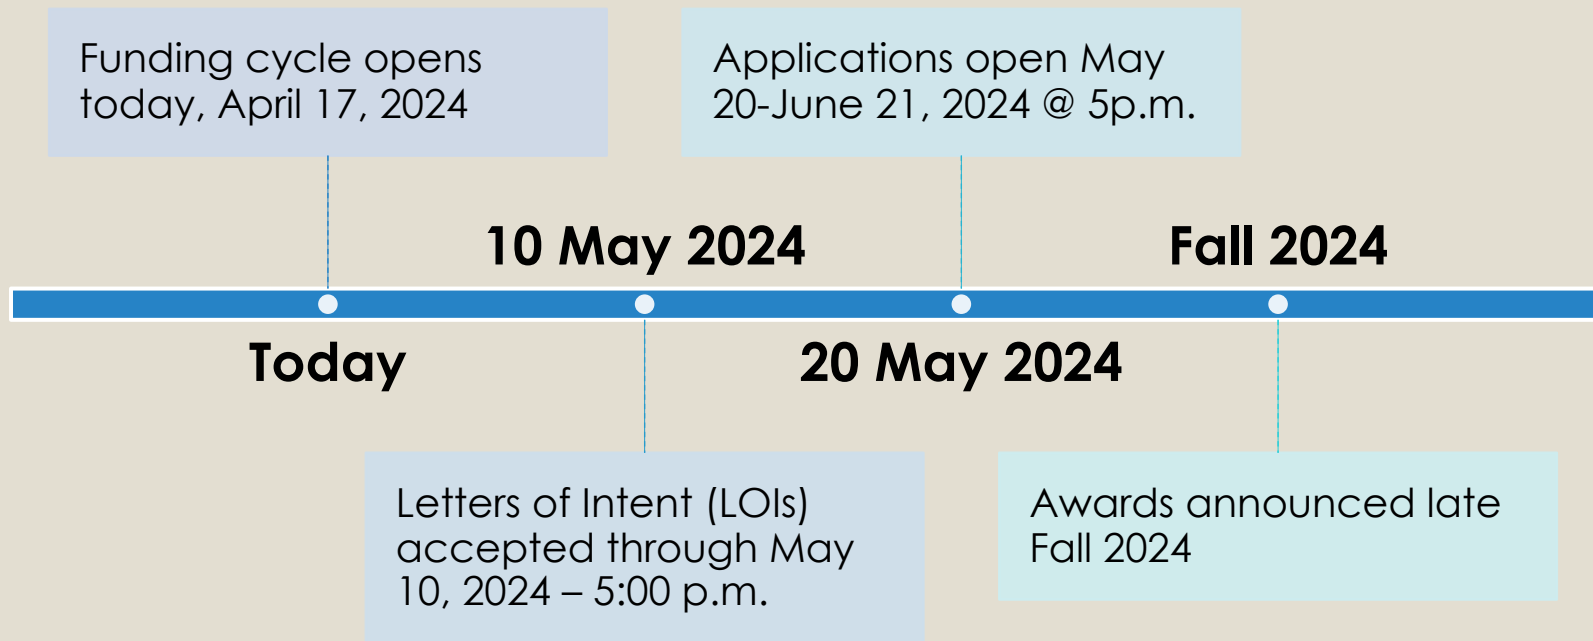 Funding cycle opens
today, April 17, 2024
Applications open May
20-June 21, 2024 @ 5p.m.
10 May 2024
Fall 2024
Today
20 May 2024
Letters of Intent (LOIs)
accepted through May
10, 2024 – 5:00 p.m.
Awards announced late
Fall 2024